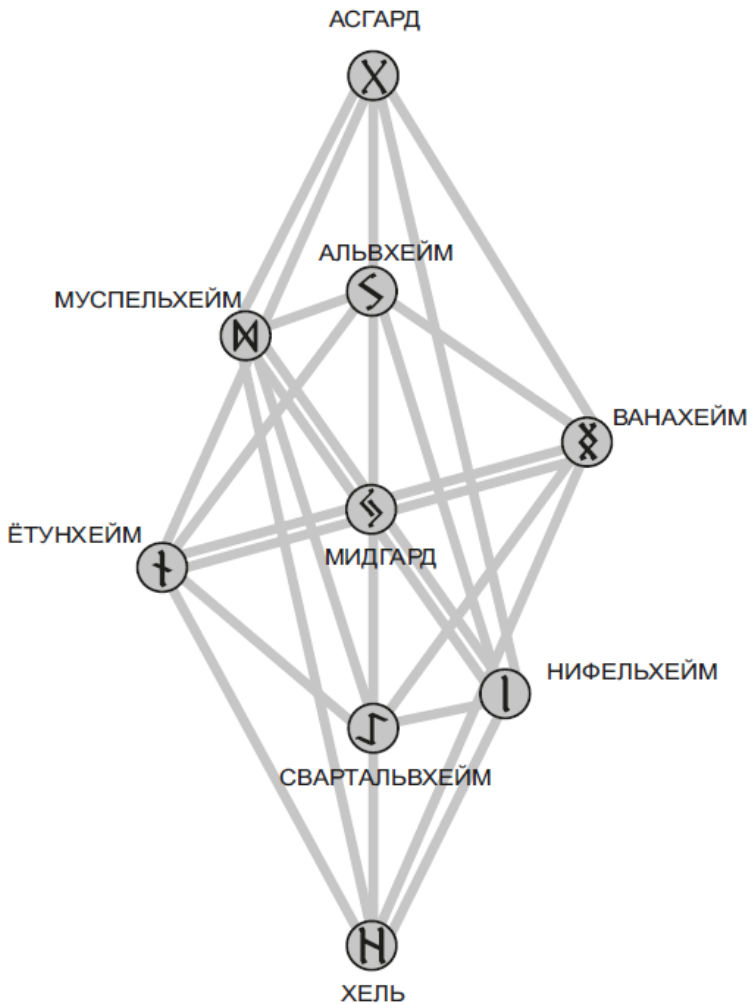 АСГАРД
ᚷ
АЛЬВХЕЙМ
ᛊ
МУСПЕЛЬХЕЙМ
ᛞ
ВАНАХЕЙМ
ᛝ
МИДГАРД
ᛃ
ЁТУНХЕЙМ
ᚾ
НИФЕЛЬХЕЙМ
ᛁ
СВАРТАЛЬВХЕЙМ
ᛇ
ХЕЛЬ
ᚺ